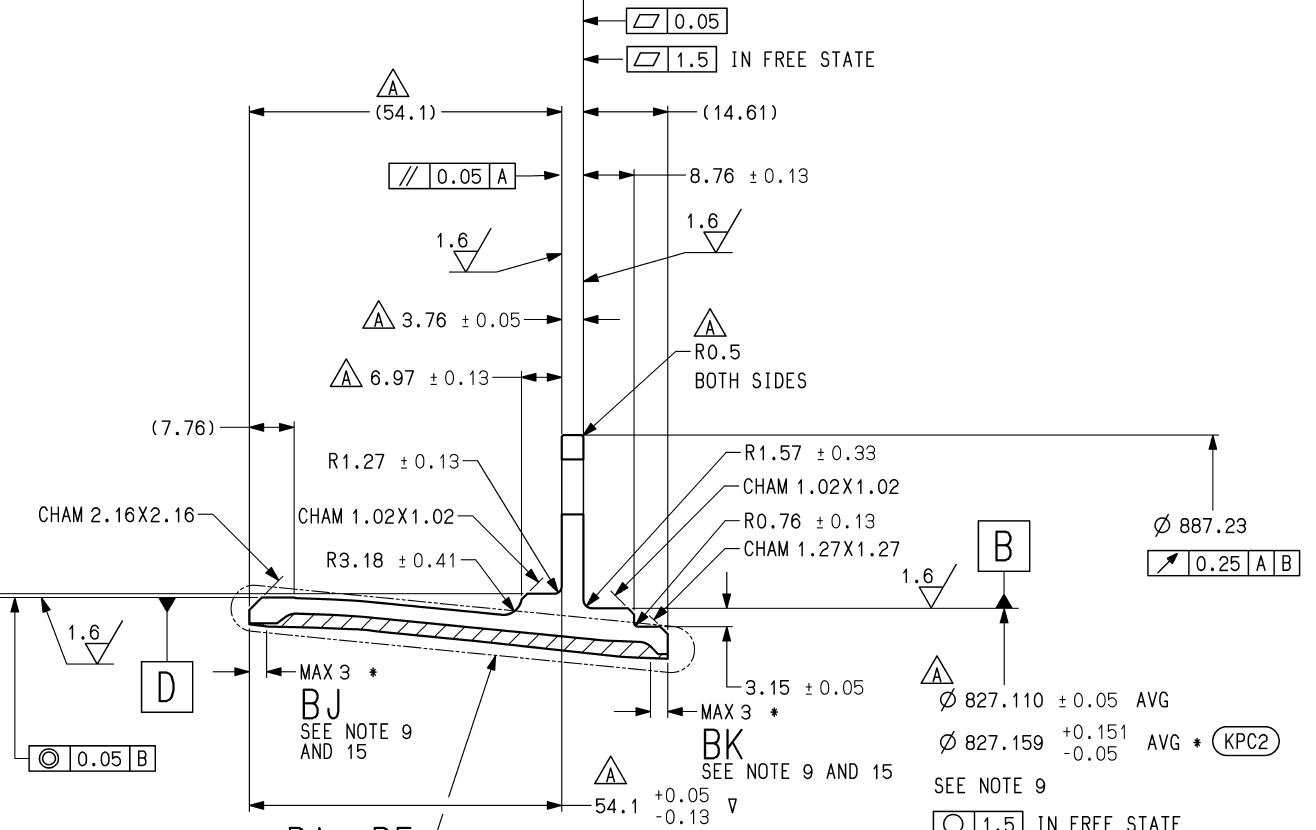 ⏥ 0.05
⏥ 1.5 IN FREE STATE
A
(54.1)
(14.61)
// 0.05 A
8.76 ±0.13
1.6
1.6
A 3.76 ±0.05
A
R0.5
BOTH SIDES
A 6.97 ±0.13
(7.76)
R1.27 ±0.13
R1.57 ±0.33
CHAM 2.16X2.16
CHAM 1.02X1.02
CHAM 1.02X1.02
R0.76 ±0.13
R3.18 ±0.41
CHAM 1.27X1.27
B
Ø 887.23
↗ 0.25 A B
1.6
1.6
D
MAX 3 *
BJ
SEE NOTE 9
AND 15
3.15 ±0.05
MAX 3 *
BK
SEE NOTE 9 AND 15
A
Ø 827.110 ±0.05 AVG
Ø 827.159 +0.151 -0.05 AVG * KPC2
SEE NOTE 9
◎ 0.05 B
A
54.1 +0.05 -0.13 ∇
○ 1.5 IN FREE STATE